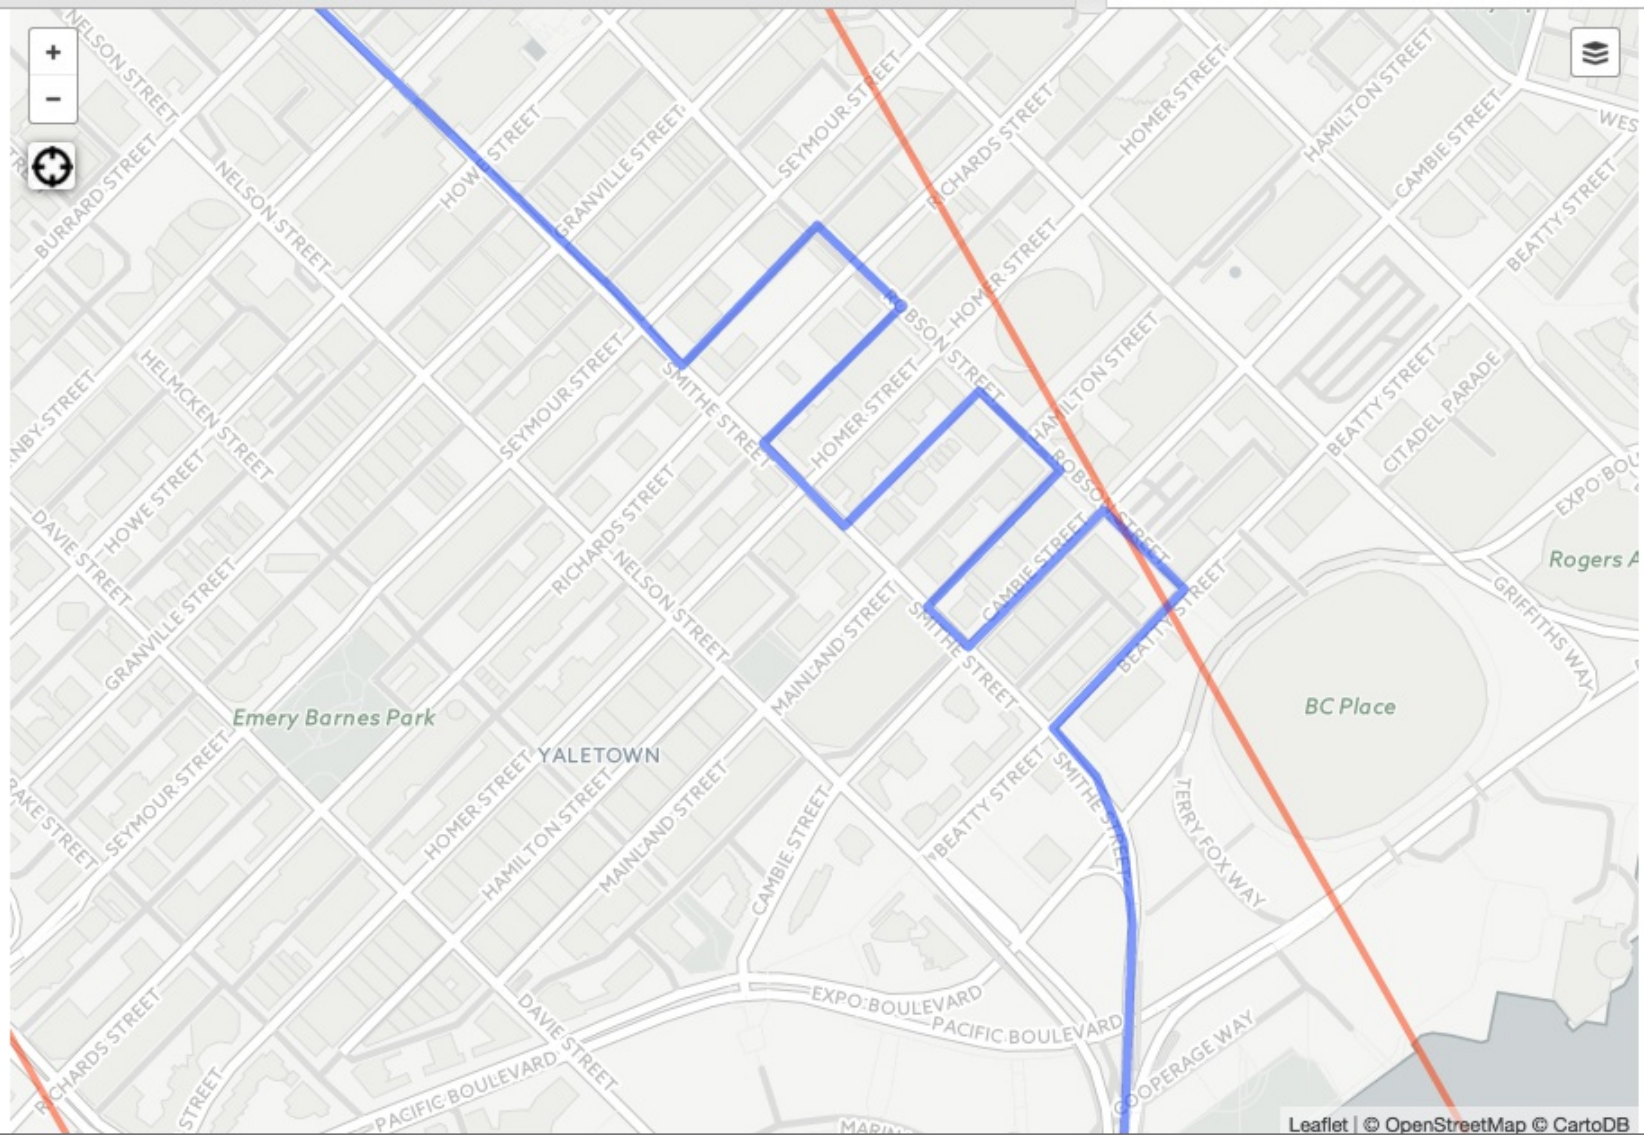 +
NELSON STREET
−
SEYMOUR STREET
HOMER STREET
HAMILTON STREET
RICHARDS STREET
CAMBIE STREET
HOWE STREET
GRANVILLE STREET
BURRARD STREET
NELSON STREET
BEATTY STREET
HOMER STREET
ROBSON STREET
HELMCKEN STREET
SEYMOUR STREET
SMITHE STREET
HOMER STREET
HAMILTON STREET
BEATTY STREET
CITADEL PARADE
ROBSON STREET
HOWE STREET
DAVIE STREET
RICHARDS STREET
NELSON STREET
CAMBIE STREET
Rogers A
GRIFFITHS WAY
GRANVILLE STREET
MAINLAND STREET
SMITHE STREET
BEATTY STREET
Emery Barnes Park
BC Place
YALETOWN
SEYMOUR STREET
HOMER STREET
HAMILTON STREET
MAINLAND STREET
CAMBIE STREET
BEATTY STREET
SMITHE STREET
TERRY FOX WAY
EXPO BOULEVARD
PACIFIC BOULEVARD
RICHARDS STREET
DAVIE STREET
STREET
PACIFIC BOULEVARD
COOPERAGE WAY
Leaflet | © OpenStreetMap © CartoDB